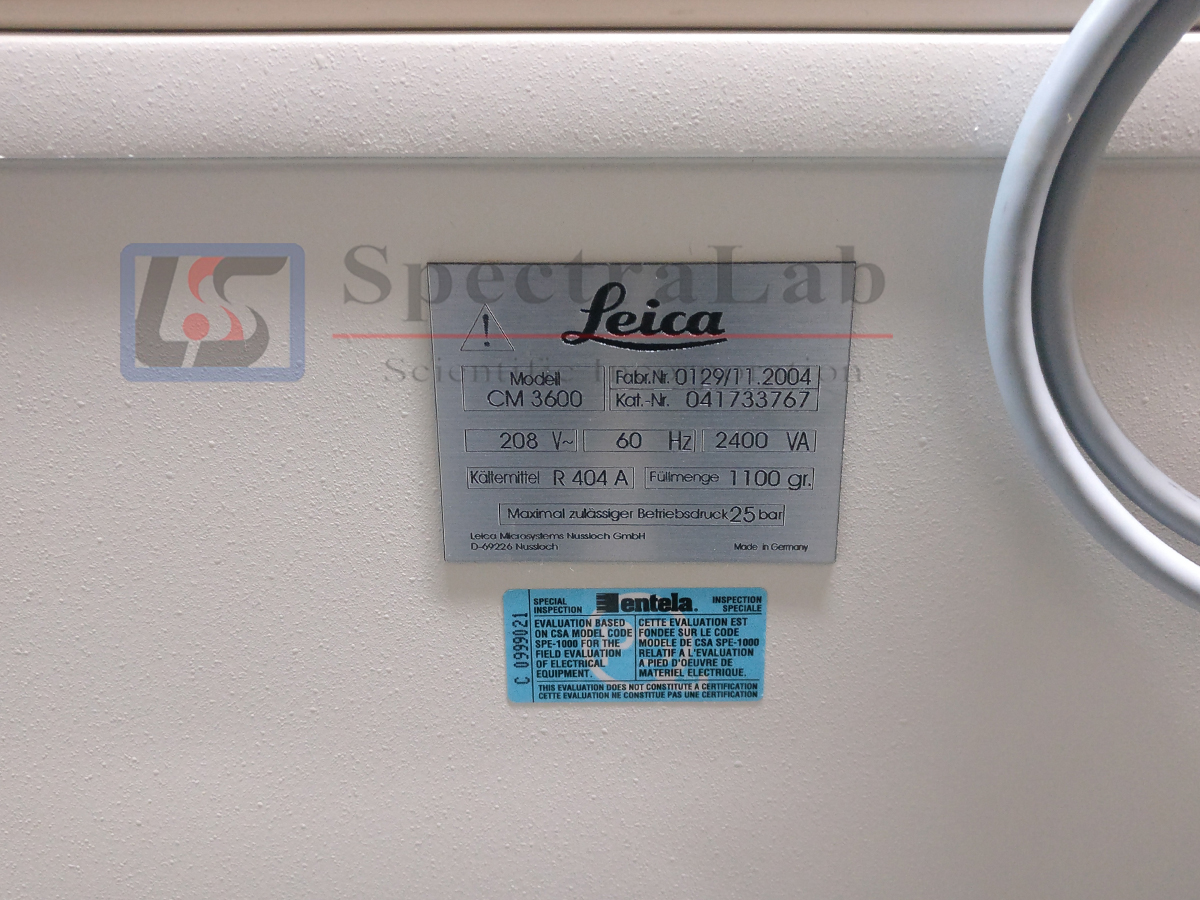 LS
SpectraLab
Scientific Incorporation
Leica
Modell
CM 3600
Fabr.Nr. 0129/11.2004
Kat.-Nr. 041733767
208 V~ 60 Hz 2400 VA
Kältemittel R 404 A Füllmenge 1100 gr.
Maximal zulässiger Betriebsdruck 25 bar
Leica Microsystems Nussloch GmbH
D-69226 Nussloch
Made in Germany
C 0999021
SPECIAL
INSPECTION
entela.
INSPECTION
SPECIALE
EVALUATION BASED
ON CSA MODEL CODE
SPE-1000 FOR THE
FIELD EVALUATION
OF ELECTRICAL
EQUIPMENT.
CETTE EVALUATION EST
FONDEE SUR LE CODE
MODELE DE CSA SPE-1000
RELATIF A L'EVALUATION
A PIED D'OEUVRE DE
MATERIEL ELECTRIQUE.
THIS EVALUATION DOES NOT CONSTITUTE A CERTIFICATION
CETTE EVALUATION NE CONSTITUE PAS UNE CERTIFICATION